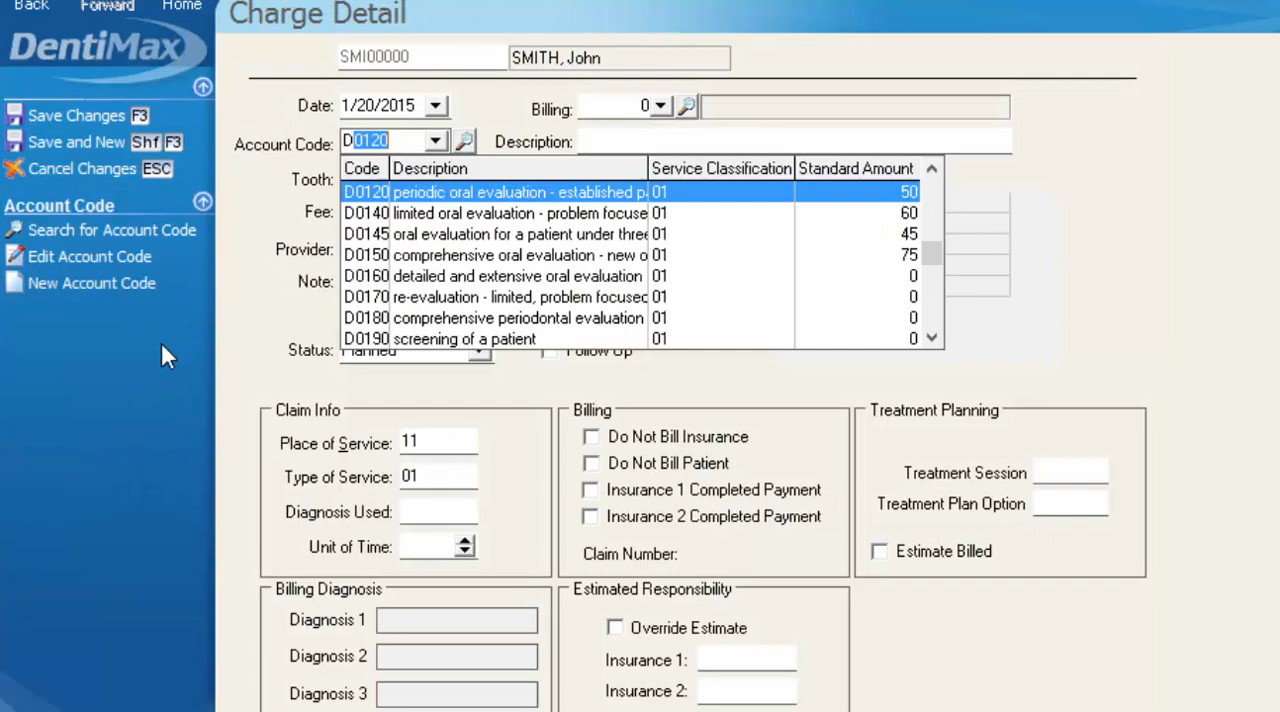 Back Forward Home
Charge Detail
DentiMax
SMI00000 SMITH, John
Save Changes F3
Save and New Shf F3
Cancel Changes ESC
Account Code
Search for Account Code
Edit Account Code
New Account Code
Date: 1/20/2015 Billing: 0
Account Code: D0120 Description:
Code Description Service Classification Standard Amount
D0120 periodic oral evaluation - established p 01 50
D0140 limited oral evaluation - problem focuse 01 60
D0145 oral evaluation for a patient under three 01 45
D0150 comprehensive oral evaluation - new o 01 75
D0160 detailed and extensive oral evaluation 01 0
D0170 re-evaluation - limited, problem focused 01 0
D0180 comprehensive periodontal evaluation 01 0
D0190 screening of a patient 01 0
Tooth:
Fee:
Provider:
Note:
Status: Planned Follow Up
Claim Info
Place of Service: 11
Type of Service: 01
Diagnosis Used:
Unit of Time:
Billing
Do Not Bill Insurance
Do Not Bill Patient
Insurance 1 Completed Payment
Insurance 2 Completed Payment
Claim Number:
Treatment Planning
Treatment Session
Treatment Plan Option
Estimate Billed
Billing Diagnosis
Diagnosis 1
Diagnosis 2
Diagnosis 3
Estimated Responsibility
Override Estimate
Insurance 1:
Insurance 2: